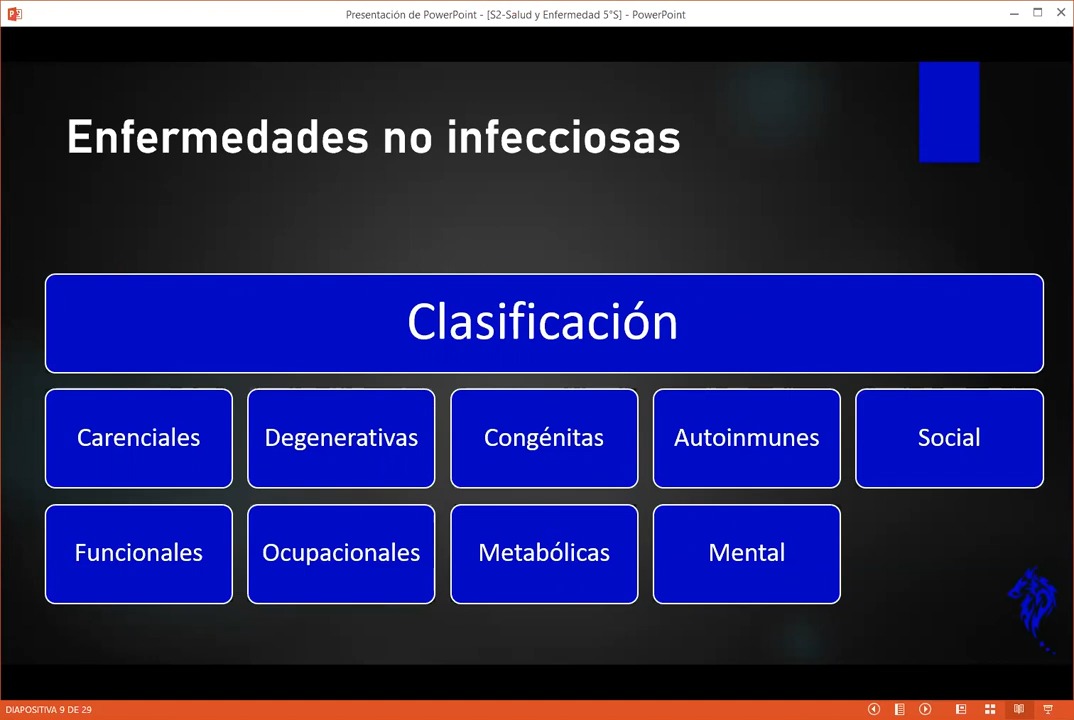 Presentación de PowerPoint - [S2-Salud y Enfermedad 5°S] - PowerPoint
Enfermedades no infecciosas
Clasificación
Carenciales
Degenerativas
Congénitas
Autoinmunes
Social
Funcionales
Ocupacionales
Metabólicas
Mental
DIAPOSITIVA 9 DE 29